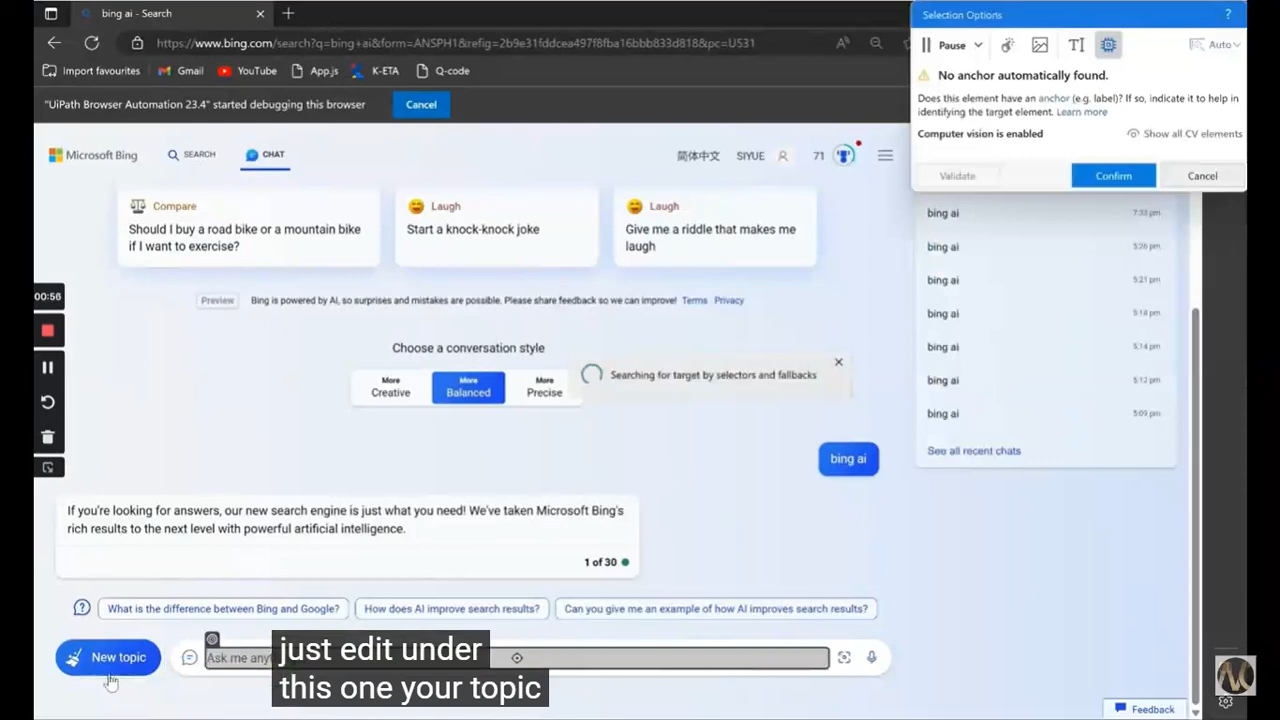 bing ai - Search
Selection Options
?
https://www.bing.com/search?q=bing+ai&form=ANSPH1&refig=2b9e31fddcea497f8fba16bbb833d818&pc=U531
Pause
Auto
Import favourites
Gmail
YouTube
App.js
K-ETA
Q-code
No anchor automatically found.
Does this element have an anchor (e.g. label)? If so, indicate it to help in
identifying the target element. Learn more
"UiPath Browser Automation 23.4" started debugging this browser
Cancel
Computer vision is enabled
Show all CV elements
Validate
Confirm
Cancel
Microsoft Bing
SEARCH
CHAT
简体中文
SIYUE
71
Compare
Should I buy a road bike or a mountain bike
if I want to exercise?
Laugh
Start a knock-knock joke
Laugh
Give me a riddle that makes me
laugh
bing ai 7:33 pm
bing ai 5:26 pm
bing ai 5:21 pm
bing ai 5:18 pm
bing ai 5:14 pm
bing ai 5:12 pm
bing ai 5:09 pm
See all recent chats
00:56
Preview
Bing is powered by AI, so surprises and mistakes are possible. Please share feedback so we can improve! Terms Privacy
Choose a conversation style
More
Creative
More
Balanced
More
Precise
Searching for target by selectors and fallbacks
bing ai
If you're looking for answers, our new search engine is just what you need! We've taken Microsoft Bing's
rich results to the next level with powerful artificial intelligence.
1 of 30
What is the difference between Bing and Google?
How does AI improve search results?
Can you give me an example of how AI improves search results?
New topic
Ask me
just edit under
this one your topic
Feedback